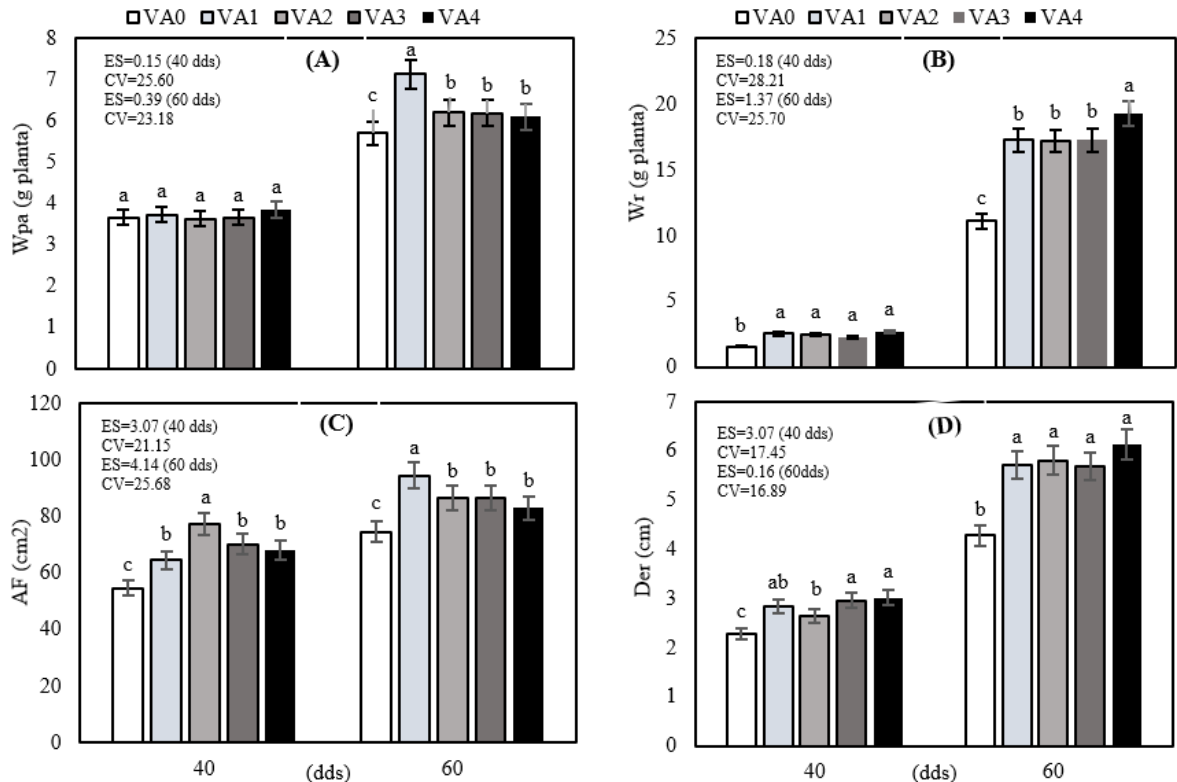 VA0 VA1 VA2 VA3 VA4
(A)
ES=0.15 (40 dds)
CV=25.60
ES=0.39 (60 dds)
CV=23.18
Wpa (g planta)
8
7
6
5
4
3
2
1
0
a a a a a
c a b b b
VA0 VA1 VA2 VA3 VA4
(B)
ES=0.18 (40 dds)
CV=28.21
ES=1.37 (60 dds)
CV=25.70
Wr (g planta)
25
20
15
10
5
0
b a a a a
c b b b a
(C)
ES=3.07 (40 dds)
CV=21.15
ES=4.14 (60 dds)
CV=25.68
AF (cm2)
120
100
80
60
40
20
0
c b a b b
c a b b b
40 (dds) 60
(D)
ES=3.07 (40 dds)
CV=17.45
ES=0.16 (60dds)
CV=16.89
Der (cm)
7
6
5
4
3
2
1
0
c ab b a a
b a a a a
40 (dds) 60